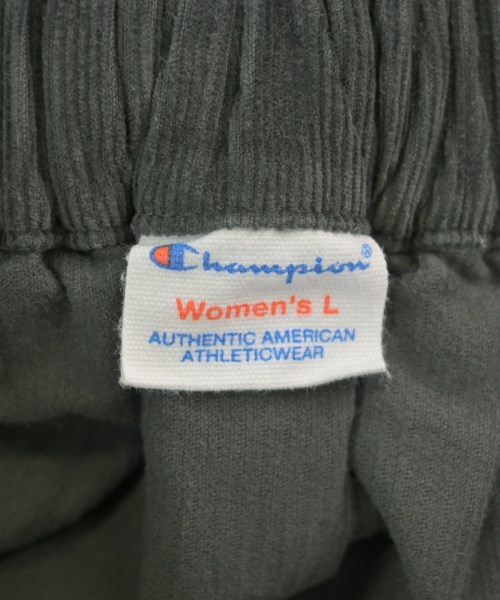 Champion®
Women's L
AUTHENTIC AMERICAN
ATHLETICWEAR